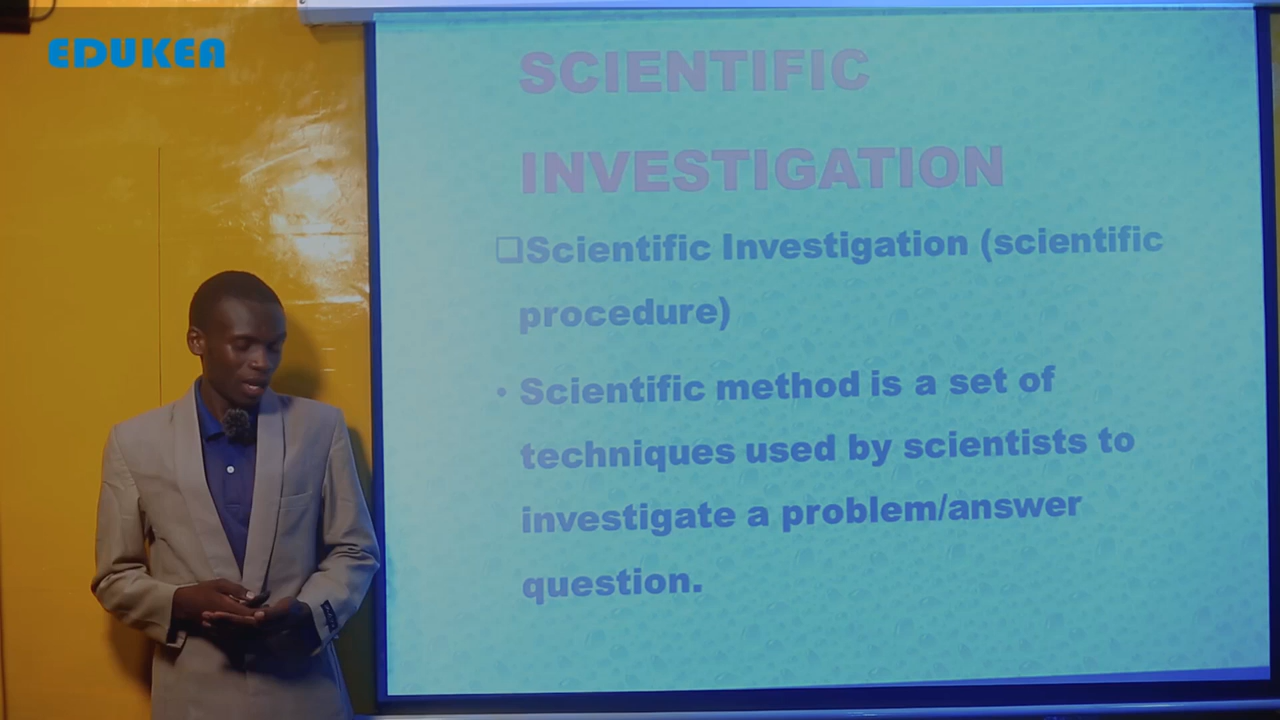 EDUKEA
SCIENTIFIC
INVESTIGATION
❑Scientific Investigation (scientific
procedure)
• Scientific method is a set of
techniques used by scientists to
investigate a problem/answer
question.